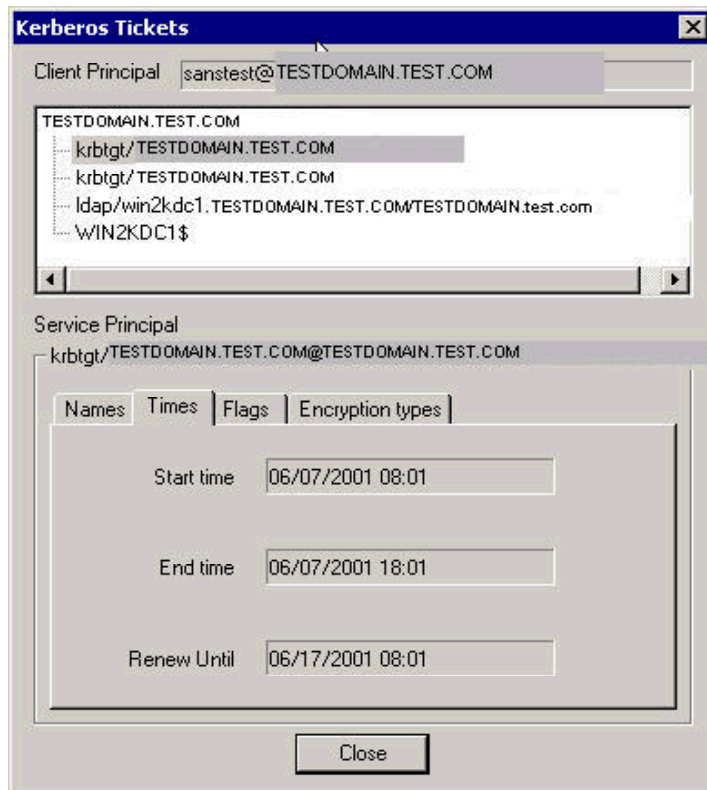 Kerberos Tickets
Client Principal sanstest@TESTDOMAIN.TEST.COM
TESTDOMAIN.TEST.COM
krbtgt/TESTDOMAIN.TEST.COM
krbtgt/TESTDOMAIN.TEST.COM
ldap/win2kdc1.TESTDOMAIN.TEST.COM/TESTDOMAIN.test.com
WIN2KDC1$
Service Principal
krbtgt/TESTDOMAIN.TEST.COM@TESTDOMAIN.TEST.COM
Names Times Flags Encryption types
Start time 06/07/2001 08:01
End time 06/07/2001 18:01
Renew Until 06/17/2001 08:01
Close